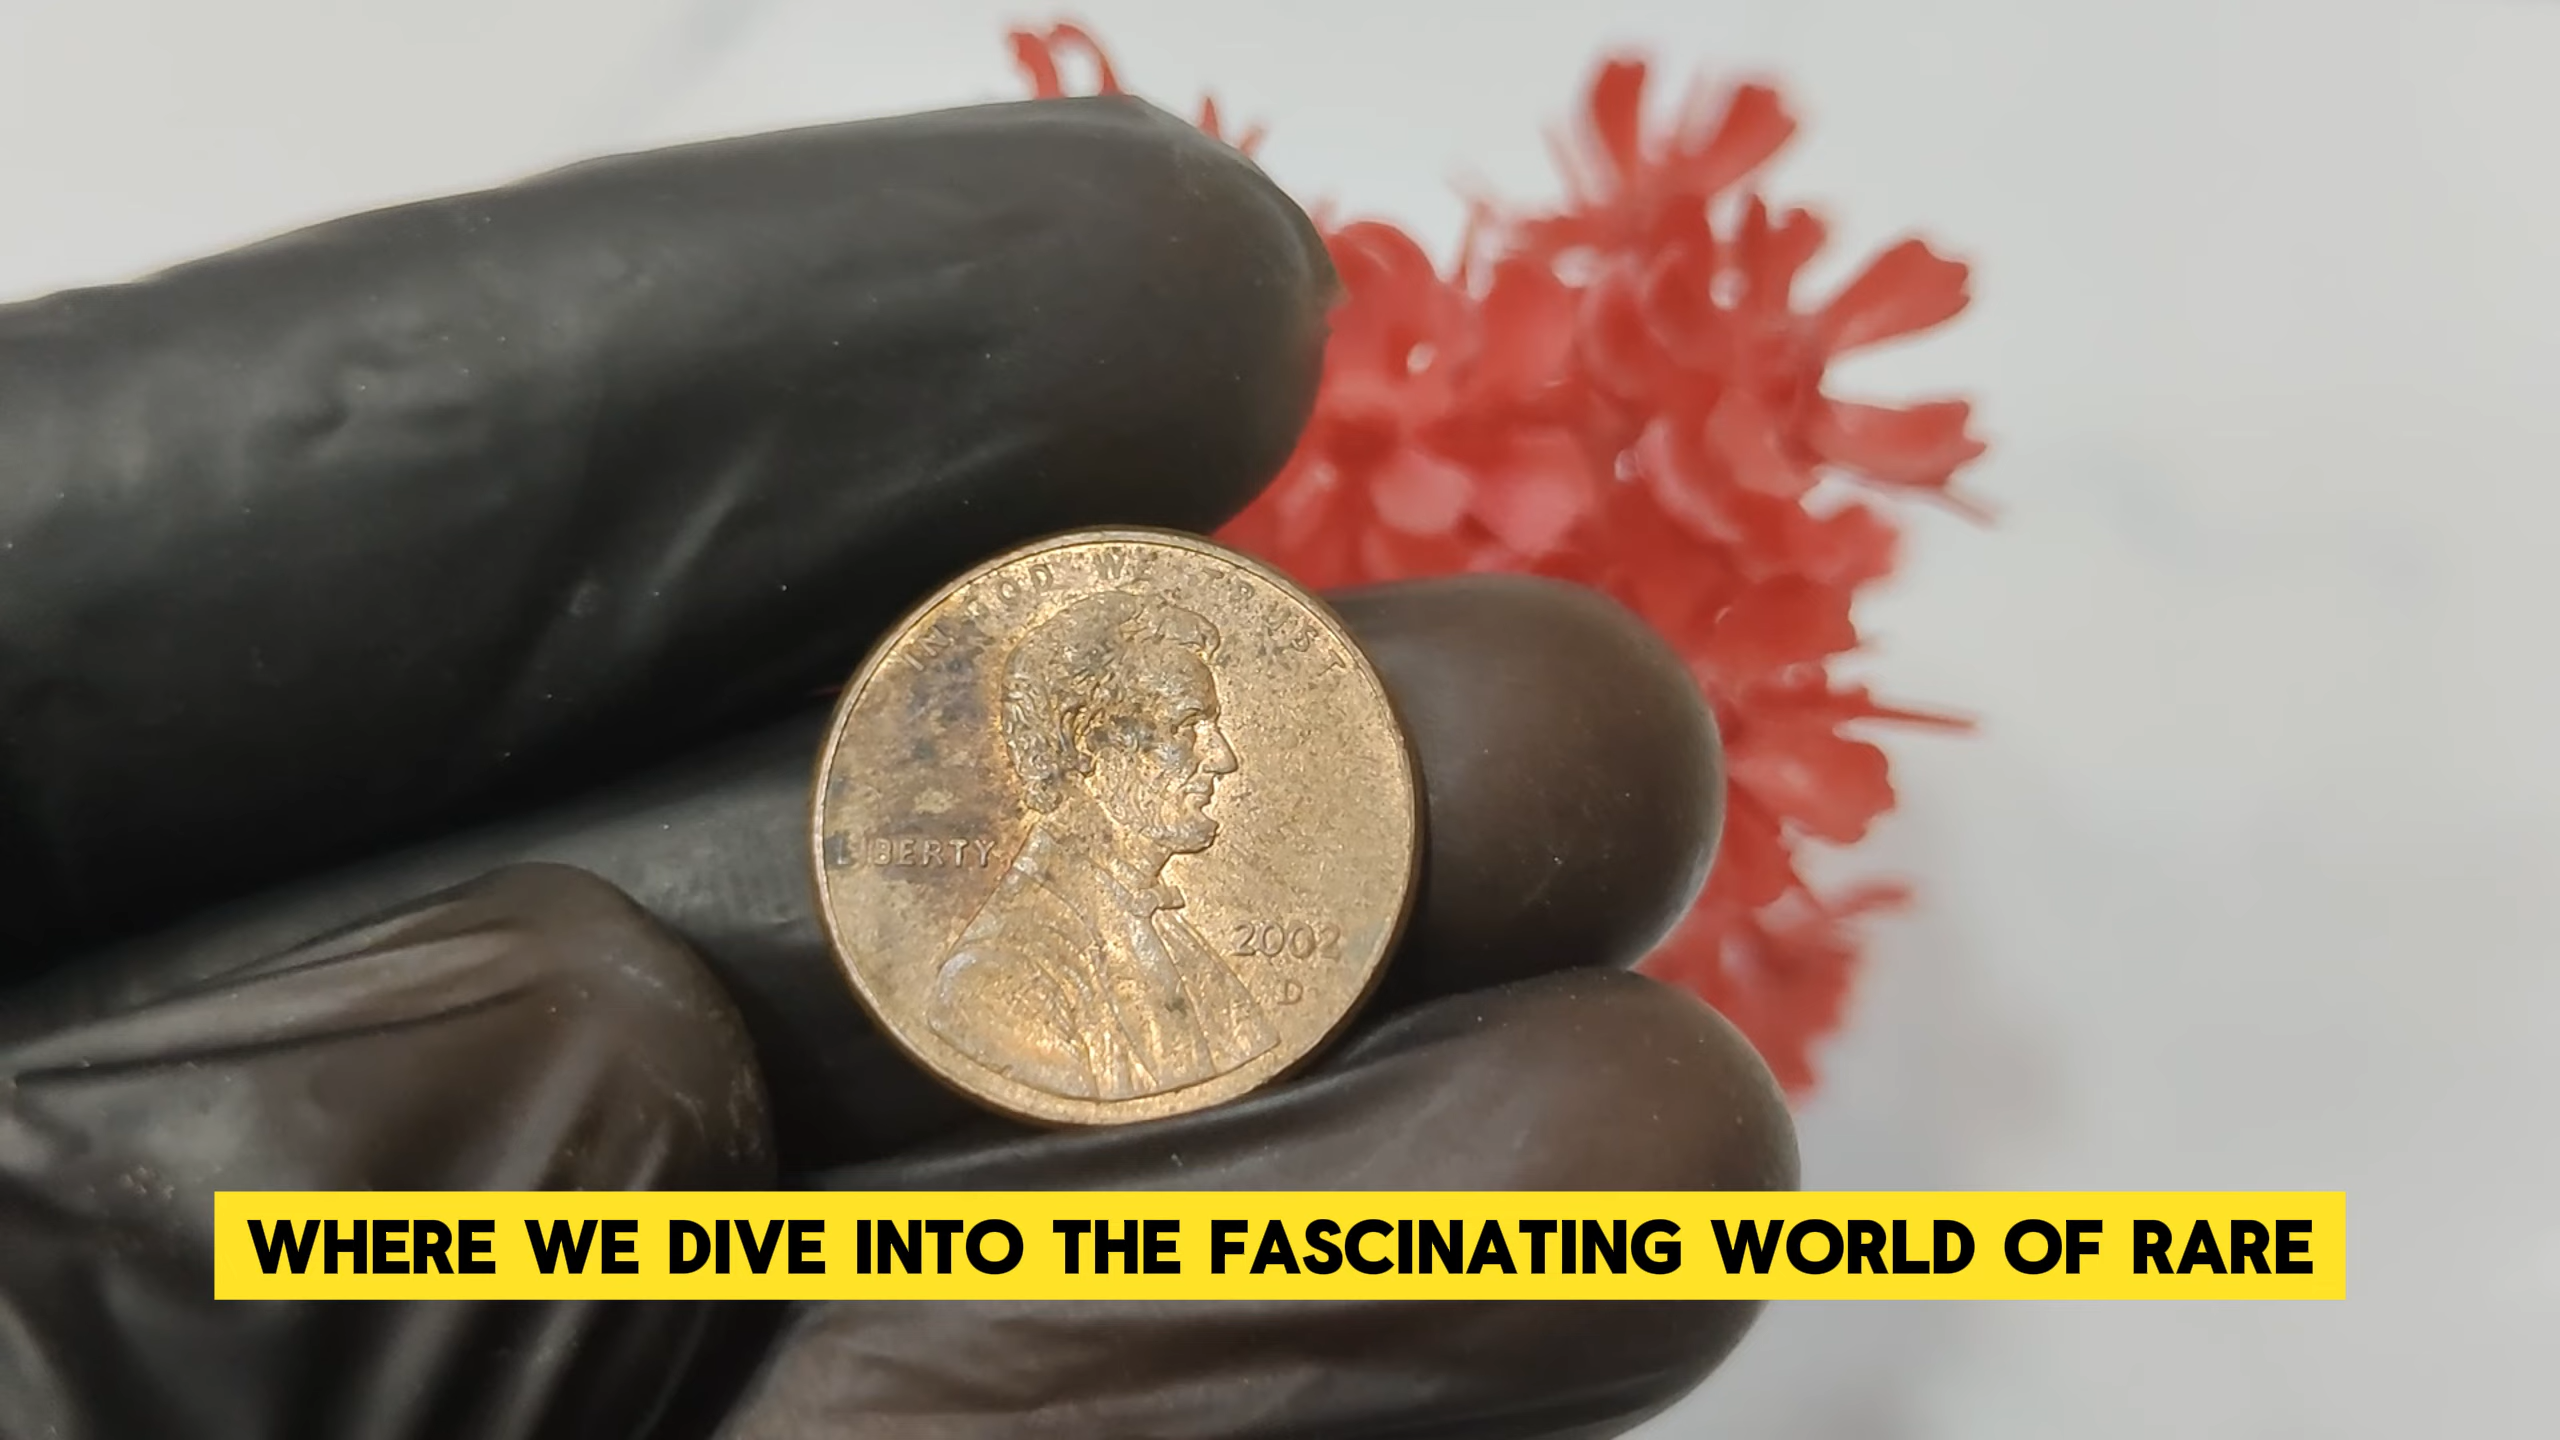 IN GOD WE TRUST
LIBERTY
2002
D
WHERE WE DIVE INTO THE FASCINATING WORLD OF RARE